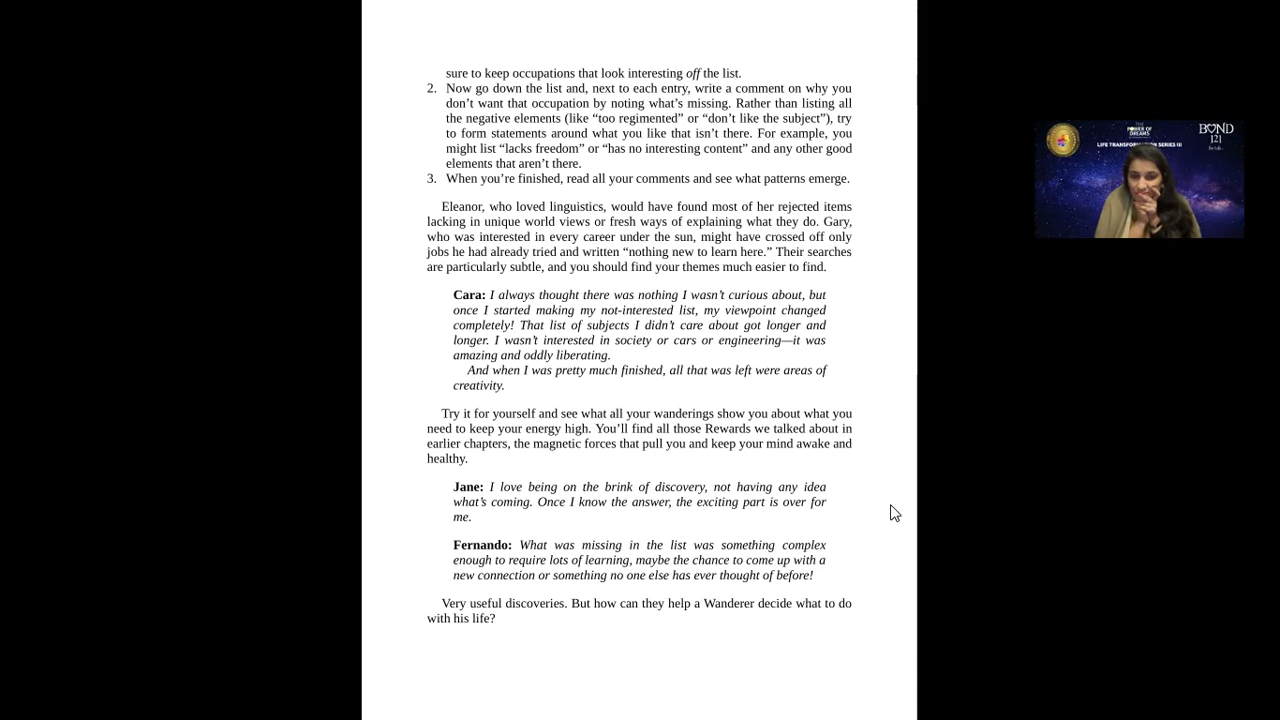 sure to keep occupations that look interesting off the list.
2. Now go down the list and, next to each entry, write a comment on why you
don’t want that occupation by noting what’s missing. Rather than listing all
the negative elements (like “too regimented” or “don’t like the subject”), try
to form statements around what you like that isn’t there. For example, you
might list “lacks freedom” or “has no interesting content” and any other good
elements that aren’t there.
3. When you’re finished, read all your comments and see what patterns emerge.
Eleanor, who loved linguistics, would have found most of her rejected items
lacking in unique world views or fresh ways of explaining what they do. Gary,
who was interested in every career under the sun, might have crossed off only
jobs he had already tried and written “nothing new to learn here.” Their searches
are particularly subtle, and you should find your themes much easier to find.
Cara: I always thought there was nothing I wasn’t curious about, but
once I started making my not-interested list, my viewpoint changed
completely! That list of subjects I didn’t care about got longer and
longer. I wasn’t interested in society or cars or engineering—it was
amazing and oddly liberating.
And when I was pretty much finished, all that was left were areas of
creativity.
Try it for yourself and see what all your wanderings show you about what you
need to keep your energy high. You’ll find all those Rewards we talked about in
earlier chapters, the magnetic forces that pull you and keep your mind awake and
healthy.
Jane: I love being on the brink of discovery, not having any idea
what’s coming. Once I know the answer, the exciting part is over for
me.
Fernando: What was missing in the list was something complex
enough to require lots of learning, maybe the chance to come up with a
new connection or something no one else has ever thought of before!
Very useful discoveries. But how can they help a Wanderer decide what to do
with his life?
POWER OF
DREAMS
BOND
121
LIFE SERIES III